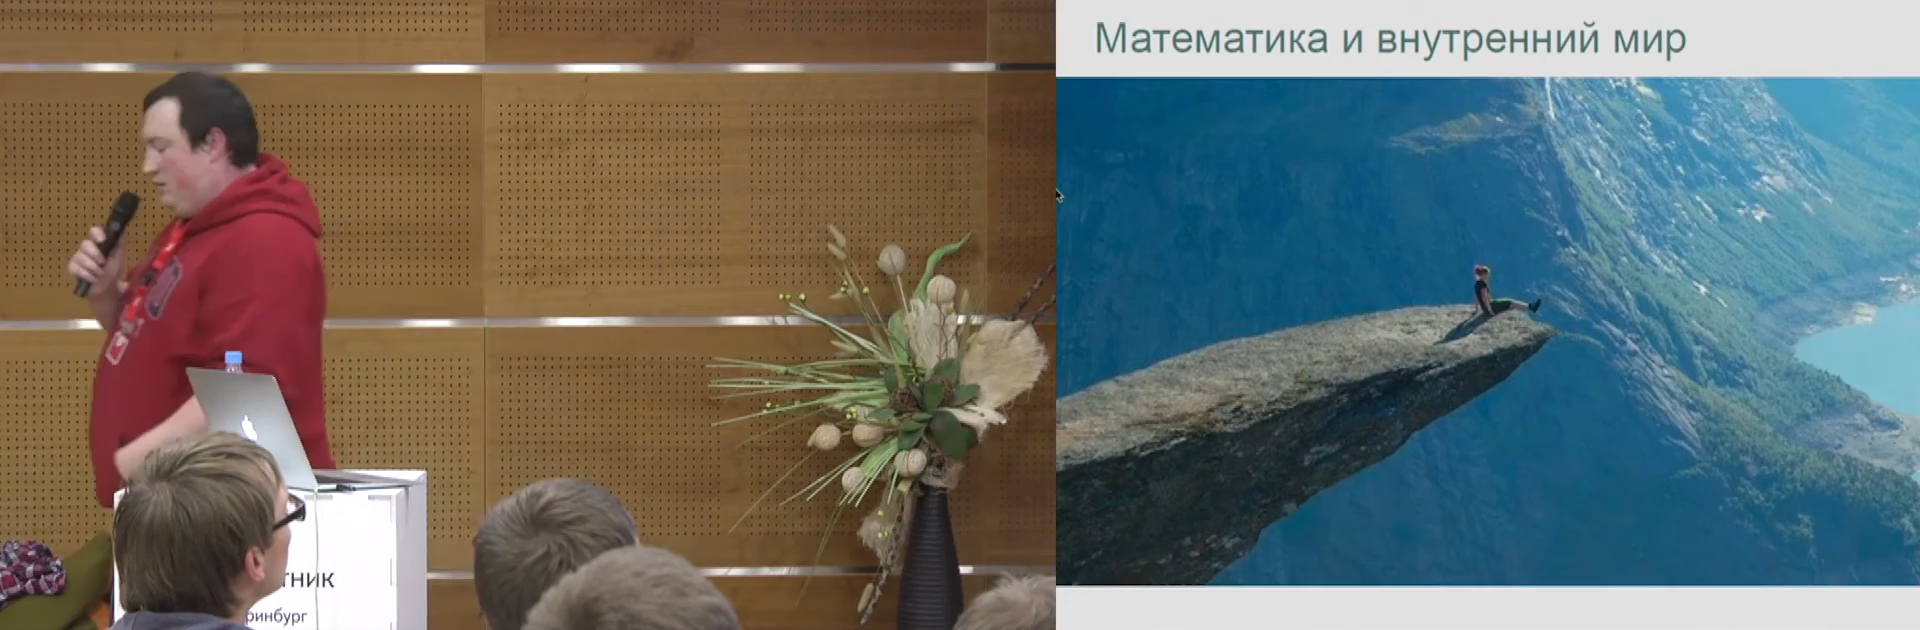 Математика и внутренний мир
тник
ринбург